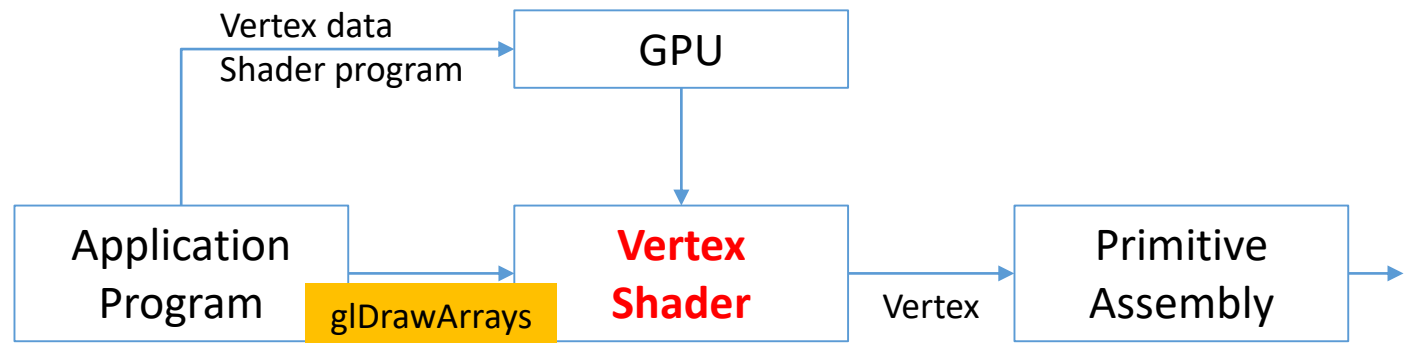 Vertex data
Shader program
GPU
Application
Program
glDrawArrays
Vertex
Shader
Vertex
Primitive
Assembly